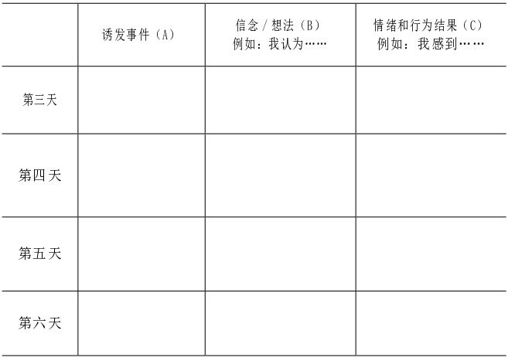 诱发事件（A）
信念／想法（B）
例如：我认为……
情绪和行为结果（C）
例如：我感到……
第三天
第四天
第五天
第六天